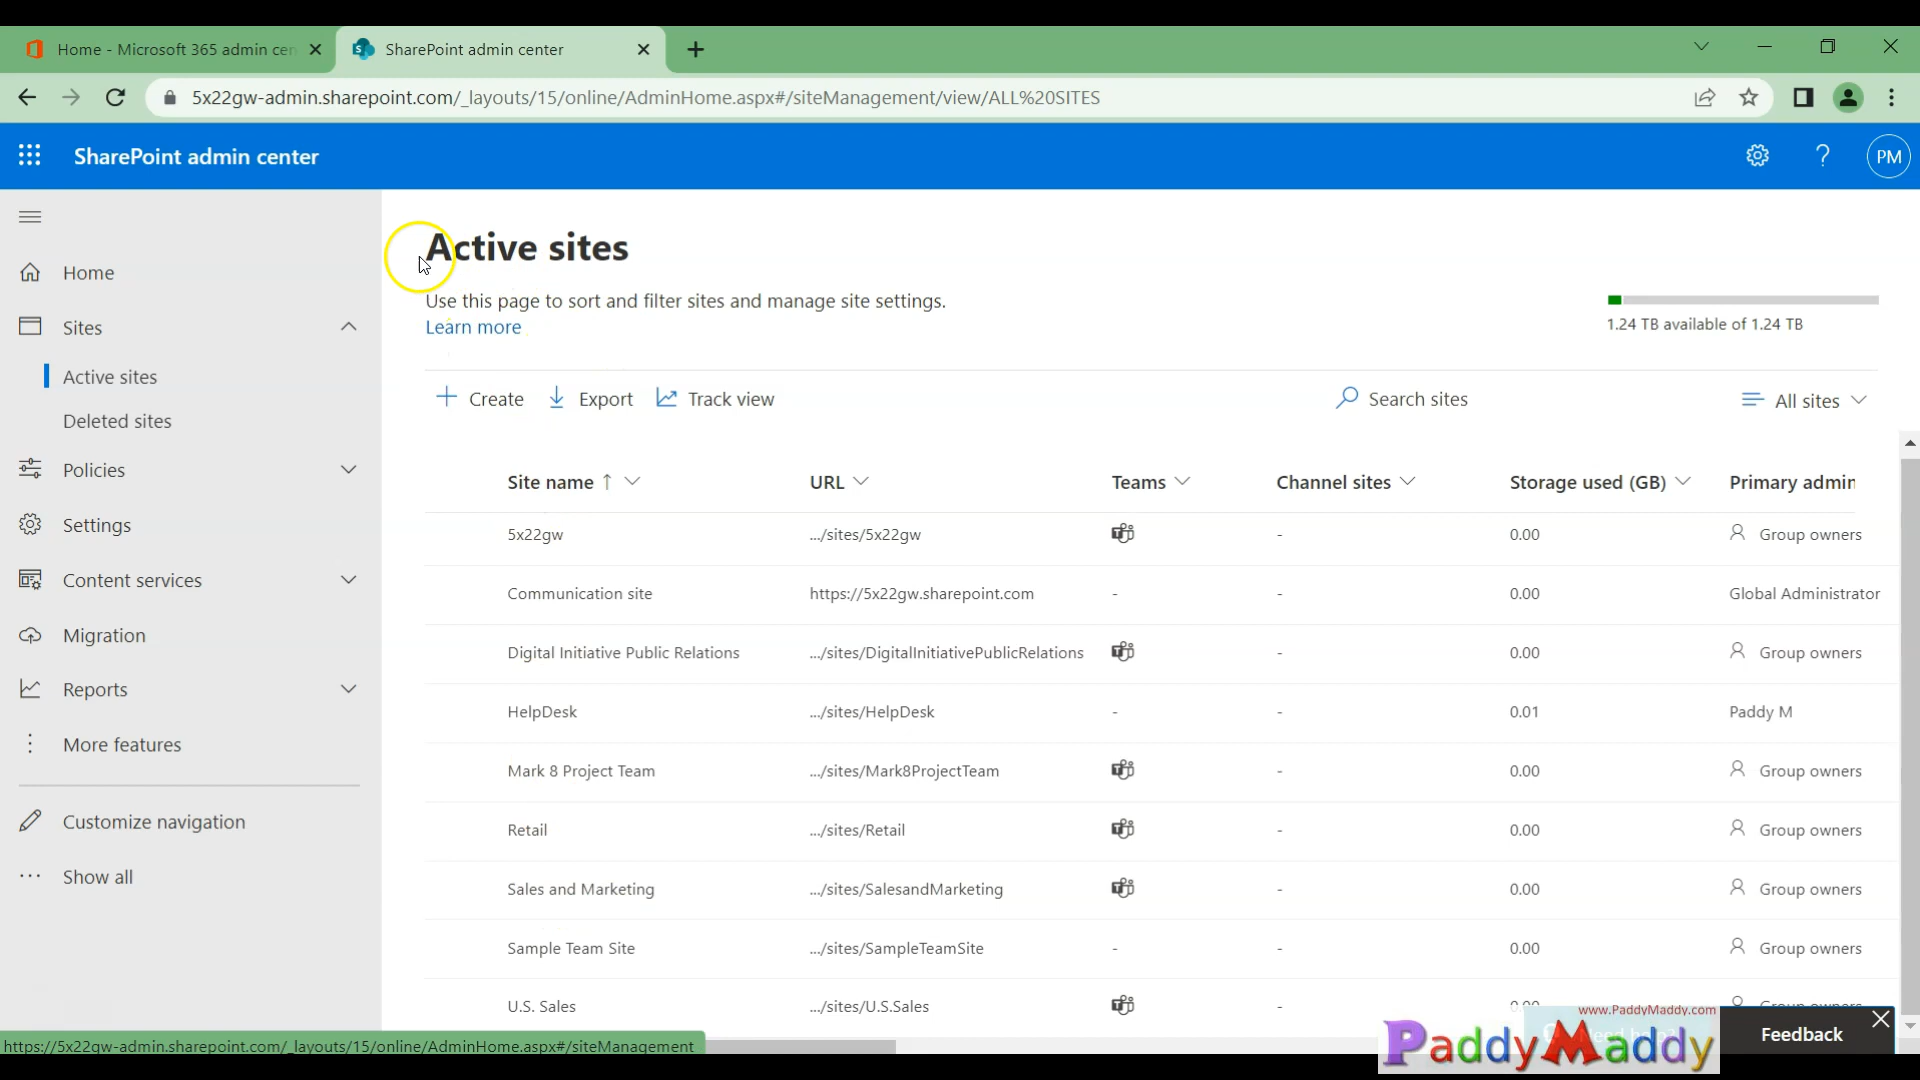 Home - Microsoft 365 admin cen
SharePoint admin center
5x22gw-admin.sharepoint.com/_layouts/15/online/AdminHome.aspx#/siteManagement/view/ALL%20SITES
SharePoint admin center
PM
Home
Sites
Active sites
Deleted sites
Policies
Settings
Content services
Migration
Reports
More features
Customize navigation
Show all
Active sites
Use this page to sort and filter sites and manage site settings.
Learn more
1.24 TB available of 1.24 TB
Create Export Track view Search sites All sites
Site name ↑ URL Teams Channel sites Storage used (GB) Primary admin
5x22gw .../sites/5x22gw - 0.00 Group owners
Communication site https://5x22gw.sharepoint.com - - 0.00 Global Administrator
Digital Initiative Public Relations .../sites/DigitalInitiativePublicRelations - 0.00 Group owners
HelpDesk .../sites/HelpDesk - - 0.01 Paddy M
Mark 8 Project Team .../sites/Mark8ProjectTeam - 0.00 Group owners
Retail .../sites/Retail - 0.00 Group owners
Sales and Marketing .../sites/SalesandMarketing - 0.00 Group owners
Sample Team Site .../sites/SampleTeamSite - - 0.00 Group owners
U.S. Sales .../sites/U.S.Sales - 0.00 Group owners
https://5x22gw-admin.sharepoint.com/_layouts/15/online/AdminHome.aspx#/siteManagement
www.PaddyMaddy.com
PaddyMaddy
Feedback